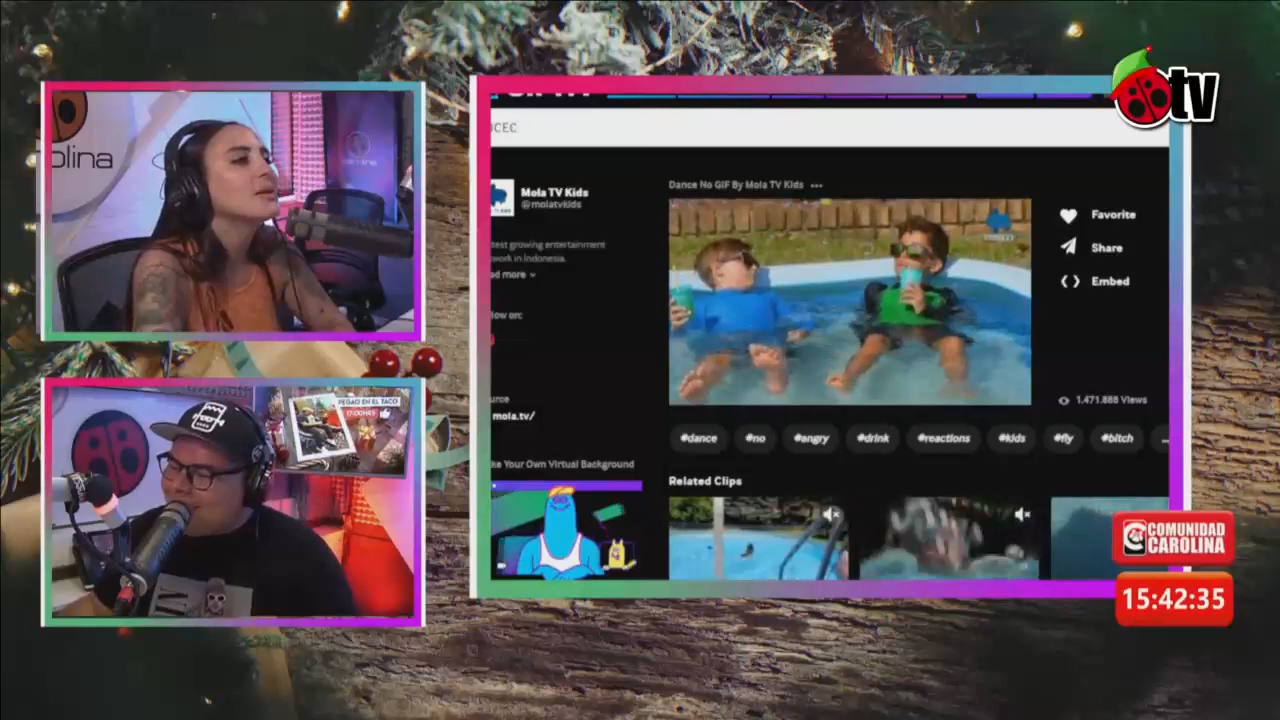 tv
olina
CEC
Mola TV Kids
@molatvkids
Dance No GIF By Mola TV Kids •••
Favorite
Share
Embed
test growing entertainment
work in Indonesia.
ad more
low on:
urce
mola.tv/
1.471.888 Views
#dance
#no
#angry
#drink
#reactions
#kids
#fly
#bitch
...
ke Your Own Virtual Background
Related Clips
PEGAO EN EL TACO
COMUNIDAD
CAROLINA
15:42:35